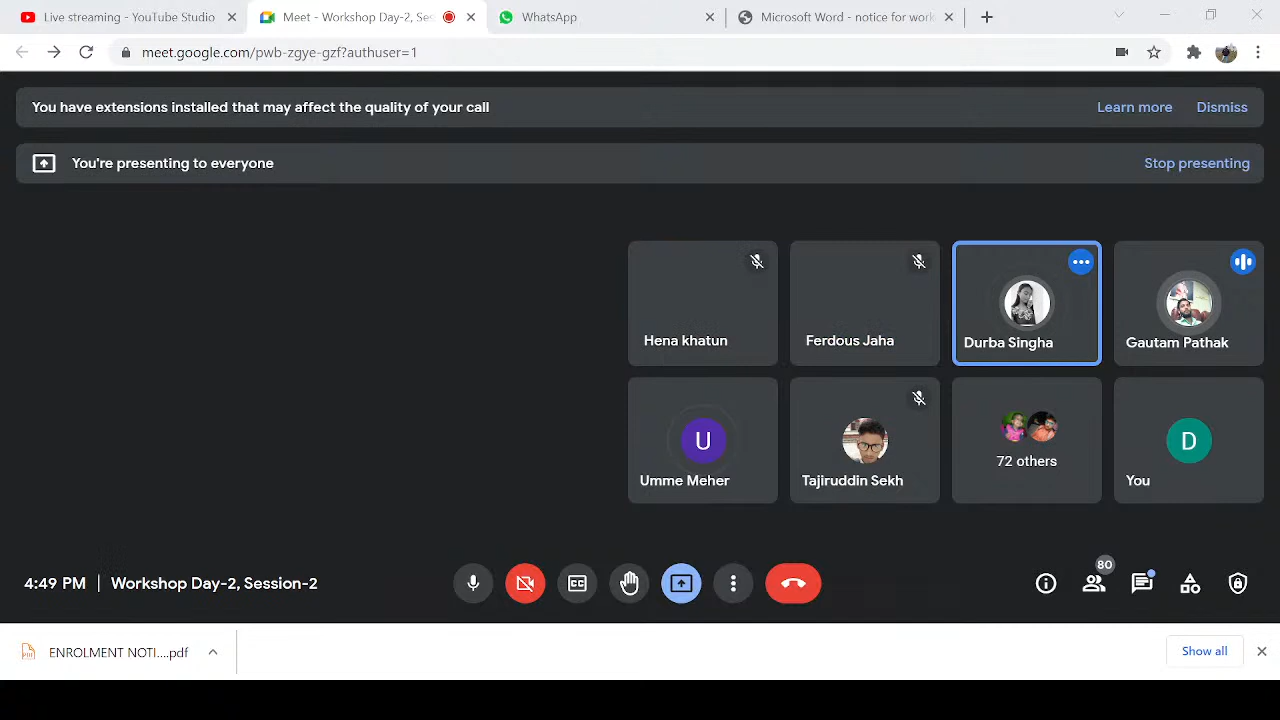 Live streaming - YouTube Studio
Meet - Workshop Day-2, Se
WhatsApp
Microsoft Word - notice for work
meet.google.com/pwb-zgye-gzf?authuser=1
You have extensions installed that may affect the quality of your call
Learn more
Dismiss
You're presenting to everyone
Stop presenting
Hena khatun
Ferdous Jaha
Durba Singha
Gautam Pathak
U
Umme Meher
Tajiruddin Sekh
72 others
D
You
4:49 PM | Workshop Day-2, Session-2
CC
80
ENROLMENT NOTI....pdf
Show all